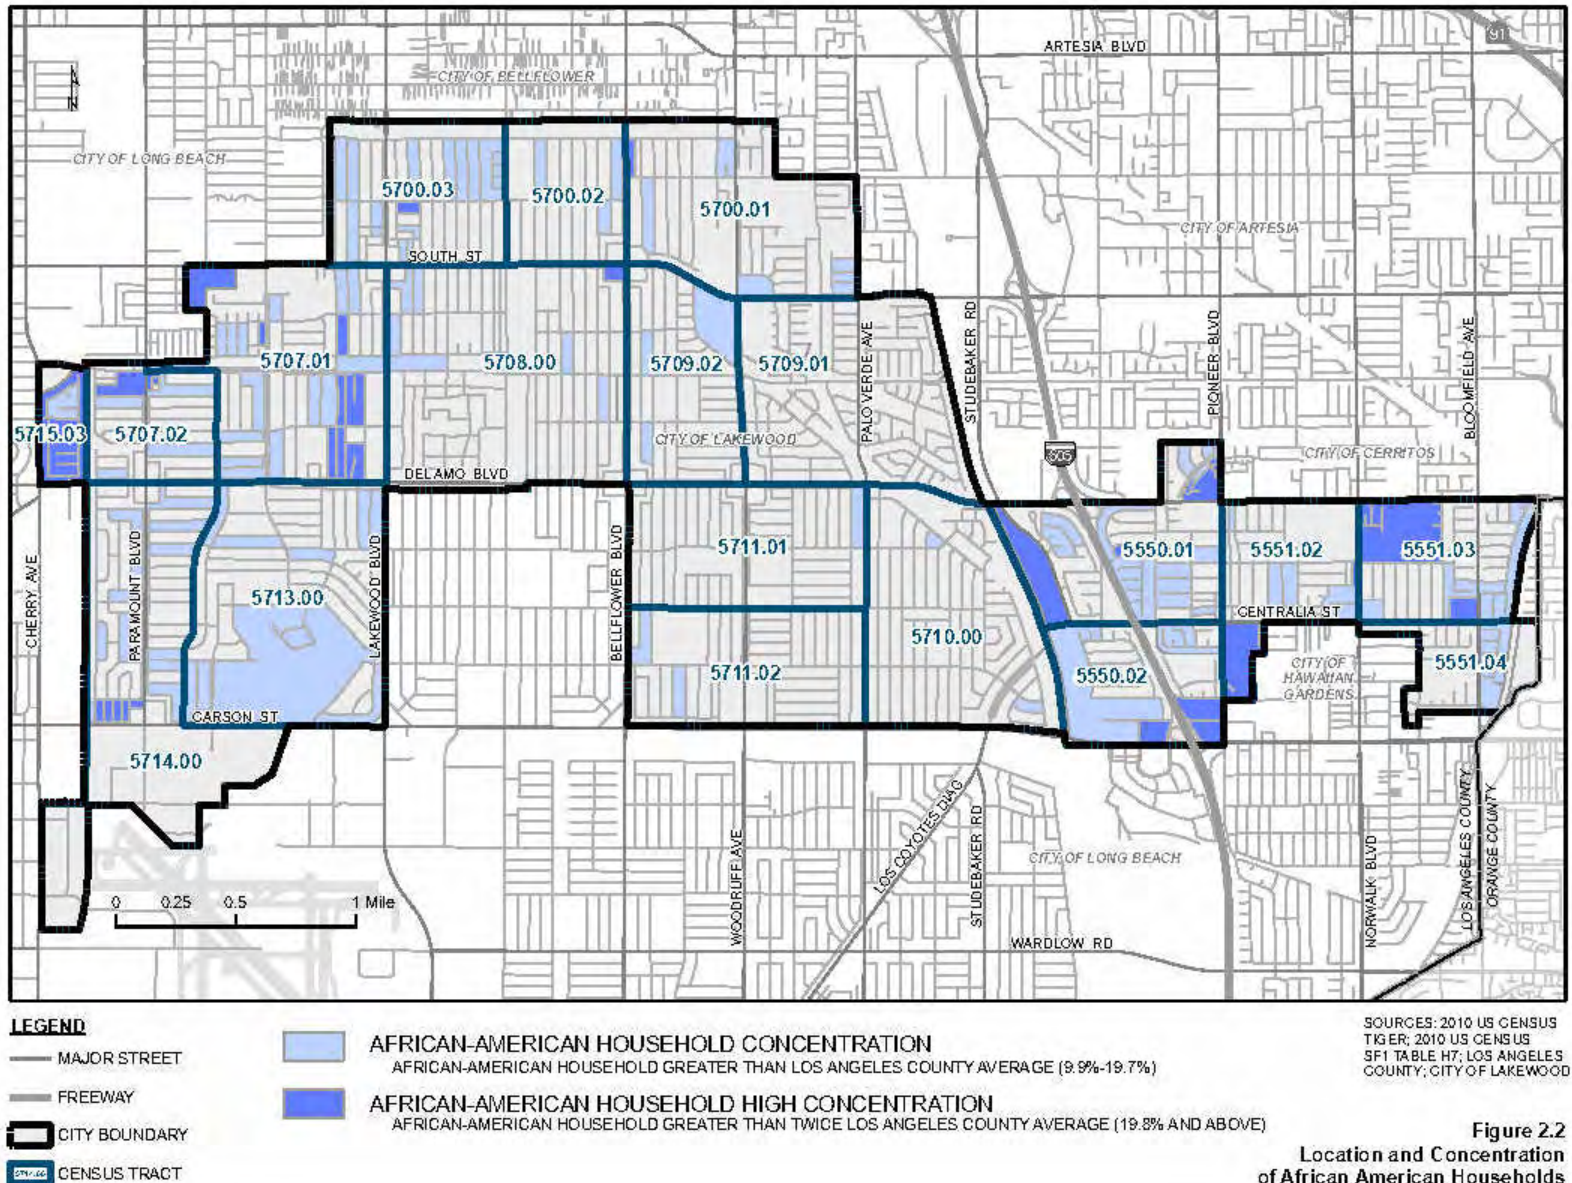 91
ARTESIA BLVD
CITY OF BELLFLOWER
N
CITY OF LONG BEACH
5700.03
5700.02
5700.01
CITY OF ARTESIA
SOUTH ST
5707.01
5708.00
5709.02
5709.01
PALO VERDE AVE
STUDEBAKER RD
PIONEER BLVD
BLOOMFIELD AVE
5715.03
5707.02
CITY OF LAKEWOOD
605
CITY OF CERRITOS
DEL AMO BLVD
CHERRY AVE
PARAMOUNT BLVD
5713.00
LAKEWOOD BLVD
BELLFLOWER BLVD
5711.01
5550.01
5551.02
5551.03
CENTRALIA ST
5710.00
5711.02
5550.02
CITY OF
HAWAIIAN
GARDENS
5551.04
CARSON ST
5714.00
WOODRUFF AVE
LOS COYOTES DIAG
STUDEBAKER RD
CITY OF LONG BEACH
NORWALK BLVD
LOS ANGELES COUNTY
ORANGE COUNTY
0 0.25 0.5 1 Mile
WARDLOW RD
LEGEND
MAJOR STREET
FREEWAY
CITY BOUNDARY
CENSUS TRACT
AFRICAN-AMERICAN HOUSEHOLD CONCENTRATION
AFRICAN-AMERICAN HOUSEHOLD GREATER THAN LOS ANGELES COUNTY AVERAGE (9.9%-19.7%)
AFRICAN-AMERICAN HOUSEHOLD HIGH CONCENTRATION
AFRICAN-AMERICAN HOUSEHOLD GREATER THAN TWICE LOS ANGELES COUNTY AVERAGE (19.8% AND ABOVE)
SOURCES: 2010 US CENSUS
TIGER; 2010 US CENSUS
SF1 TABLE H7; LOS ANGELES
COUNTY; CITY OF LAKEWOOD
Figure 2.2
Location and Concentration
of African American Households